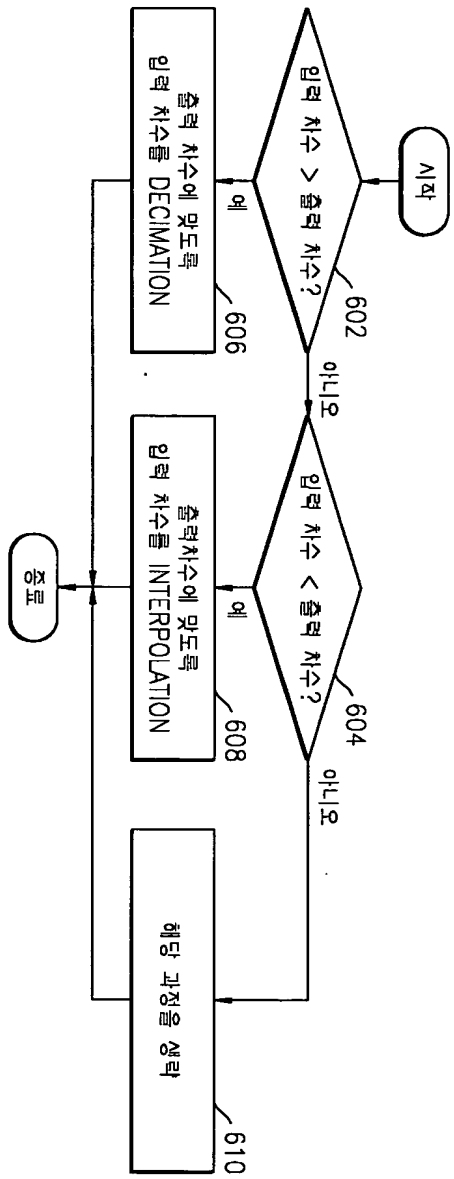 시작
입력 차수 > 출력 차수?
602
아니요
예
입력 차수 < 출력 차수?
604
아니요
예
출력 차수에 맞도록
입력 차수를 DECIMATION
606
출력차수에 맞도록
입력 차수를 INTERPOLATION
608
해당 과정을 생략
610
종료